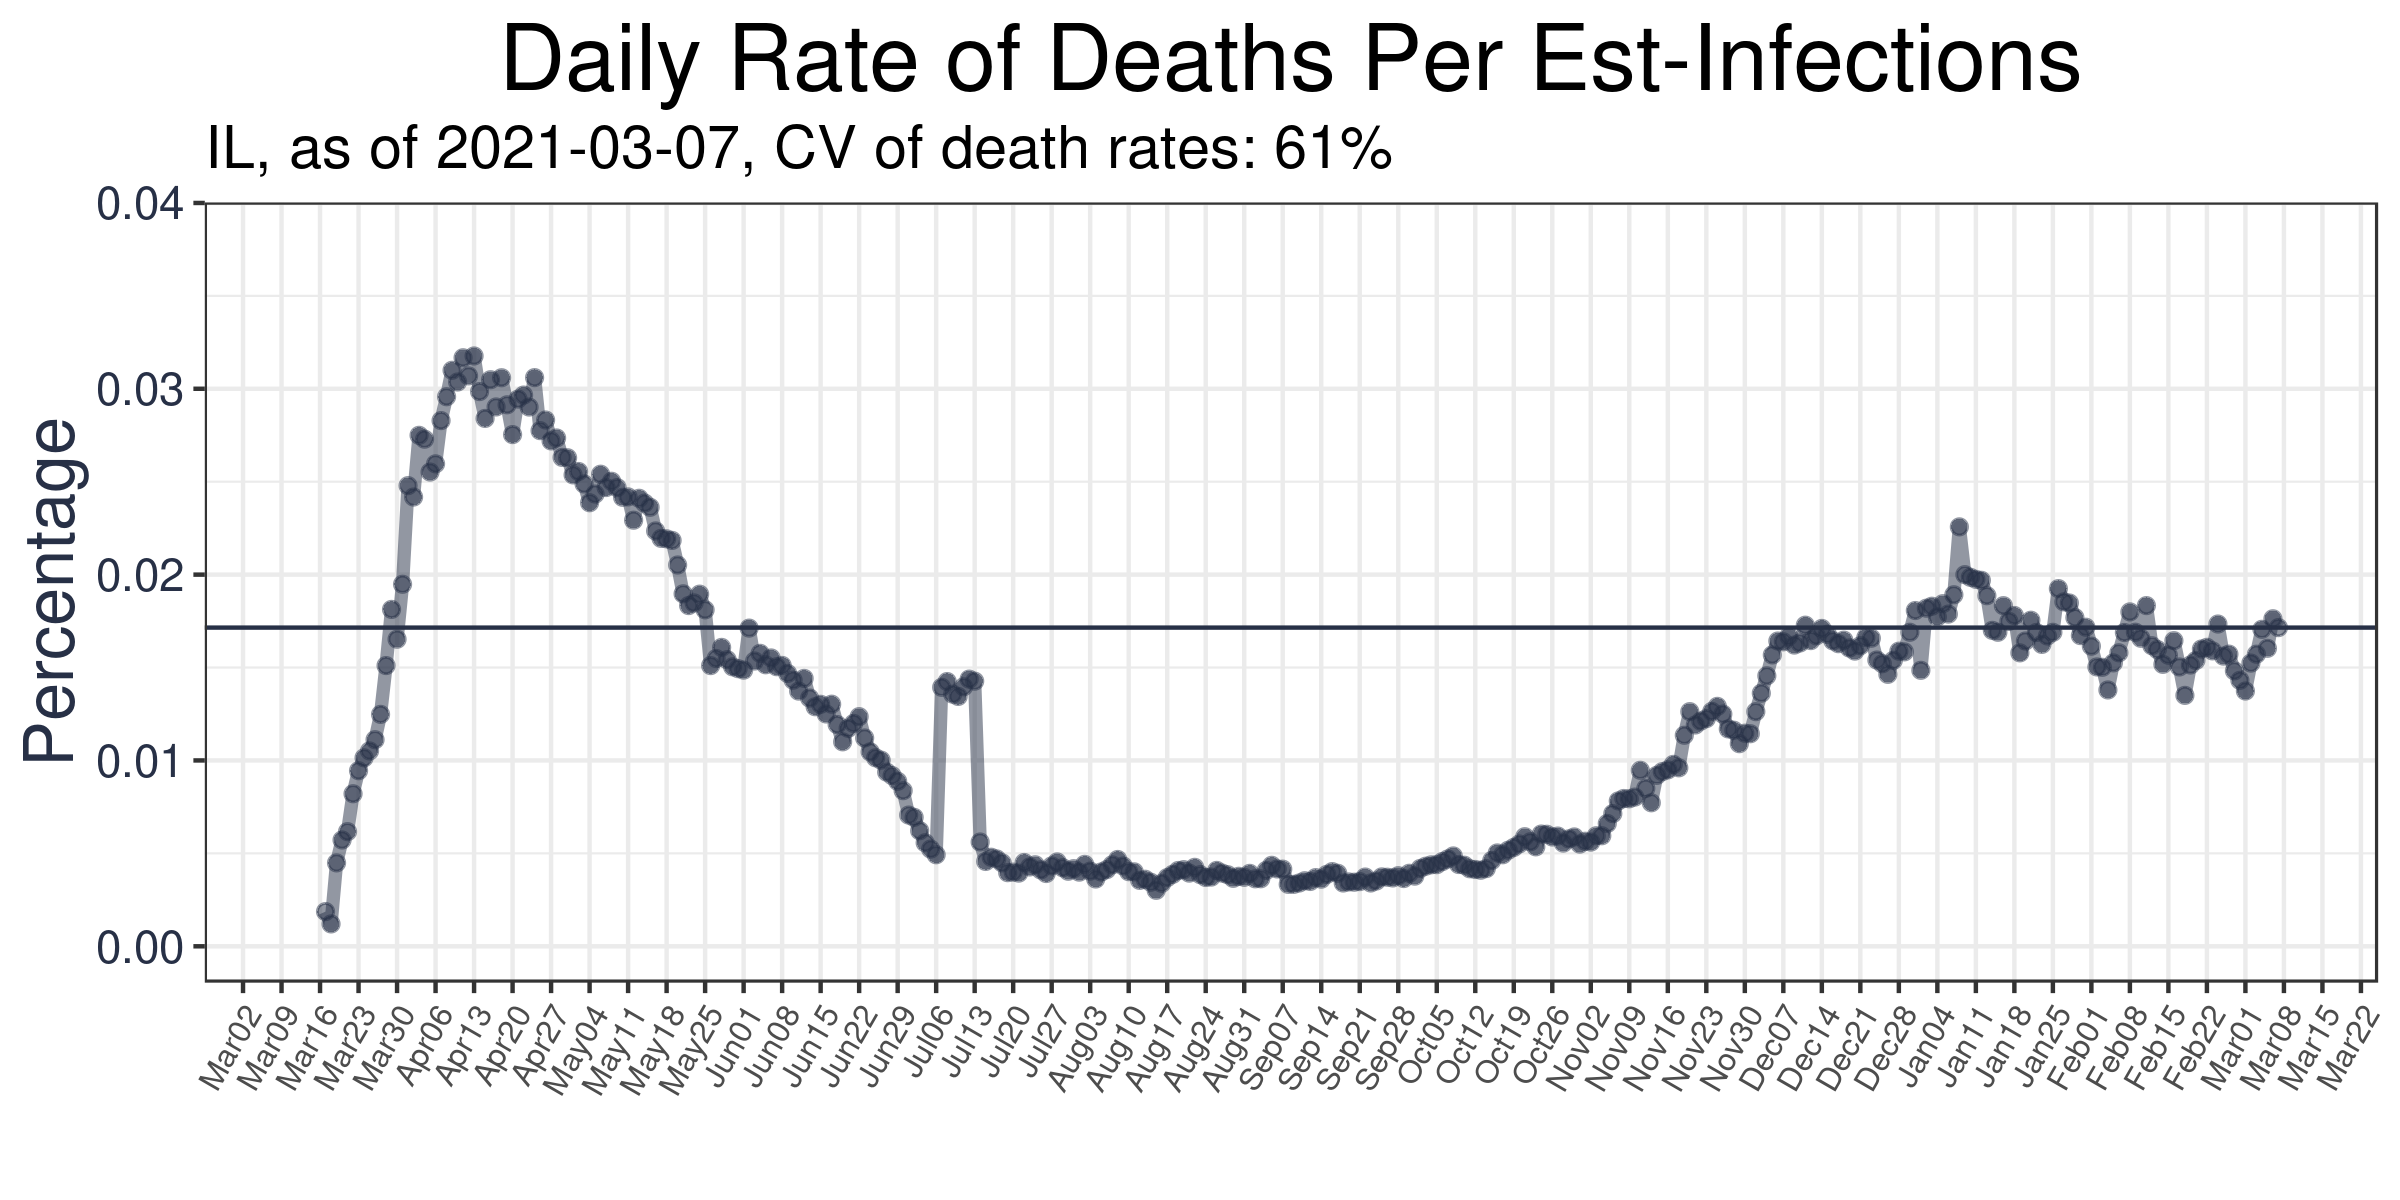 Daily Rate of Deaths Per Est-Infections
IL, as of 2021-03-07, CV of death rates: 61%
Percentage
0.04
0.03
0.02
0.01
0.00
Mar02
Mar09
Mar16
Mar23
Mar30
Apr06
Apr13
Apr20
Apr27
May04
May11
May18
May25
Jun01
Jun08
Jun15
Jun22
Jun29
Jul06
Jul13
Jul20
Jul27
Aug03
Aug10
Aug17
Aug24
Aug31
Sep07
Sep14
Sep21
Sep28
Oct05
Oct12
Oct19
Oct26
Nov02
Nov09
Nov16
Nov23
Nov30
Dec07
Dec14
Dec21
Dec28
Jan04
Jan11
Jan18
Jan25
Feb01
Feb08
Feb15
Feb22
Mar01
Mar08
Mar15
Mar22